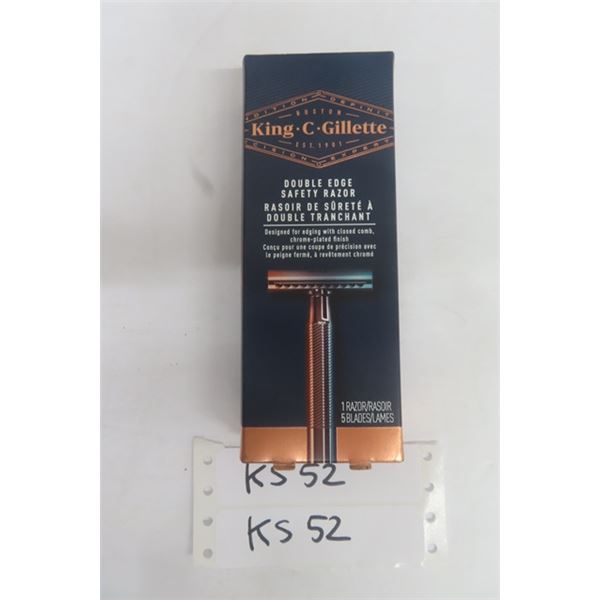 BOSTON
King·C·Gillette
EST. 1901
DOUBLE EDGE
SAFETY RAZOR
RASOIR DE SÛRETÉ À
DOUBLE TRANCHANT
Designed for edging with closed comb,
chrome-plated finish
Conçu pour une coupe de précision avec
le peigne fermé, à revêtement chromé
1 RAZOR/RASOIR
5 BLADES/LAMES
KS 52
KS 52